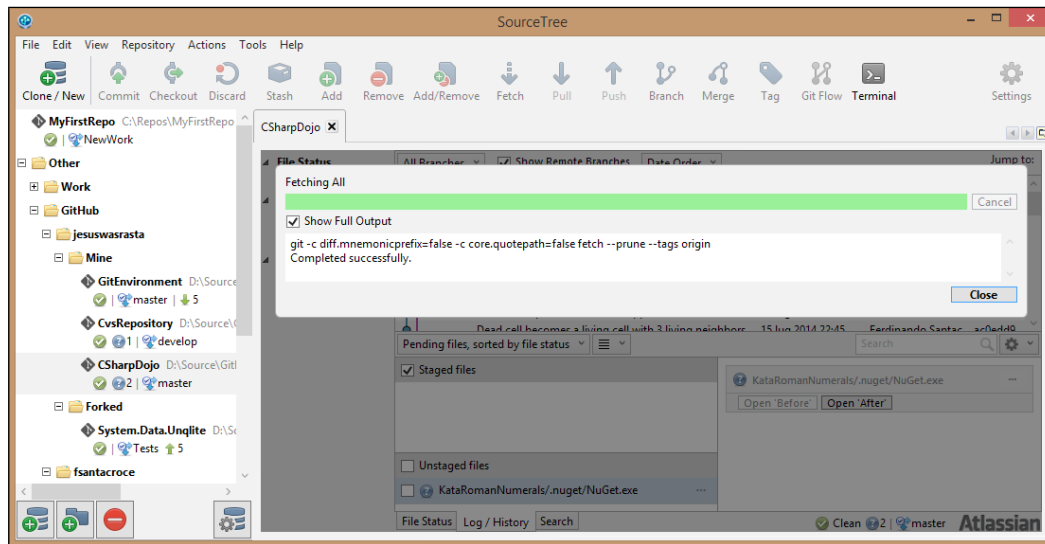 SourceTree
File Edit View Repository Actions Tools Help
Clone / New Commit Checkout Discard Stash Add Remove Add/Remove Fetch Pull Push Branch Merge Tag Git Flow Terminal Settings
MyFirstRepo C:\Repos\MyFirstRepo
NewWork
Other
Work
GitHub
jesuswasrasta
Mine
GitEnvironment D:\Source
master | 5
CvsRepository D:\Source\
1 | develop
CSharpDojo D:\Source\Gitl
2 | master
Forked
System.Data.Unqlite D:\So
Tests 5
fsantacroce
CSharpDojo
File Status All Branches Show Remote Branches Date Order Jump to:
Fetching All
Cancel
Show Full Output
git -c diff.mnemonicprefix=false -c core.quotepath=false fetch --prune --tags origin
Completed successfully.
Close
Dead cell becomes a living cell with 3 living neighbors 15 lug 2014 22:45 Ferdinando Santac ac0edd9
Pending files, sorted by file status Search
Staged files
KataRomanNumerals/.nuget/NuGet.exe
Open 'Before' Open 'After'
Unstaged files
KataRomanNumerals/.nuget/NuGet.exe
File Status Log / History Search Clean 2 | master Atlassian